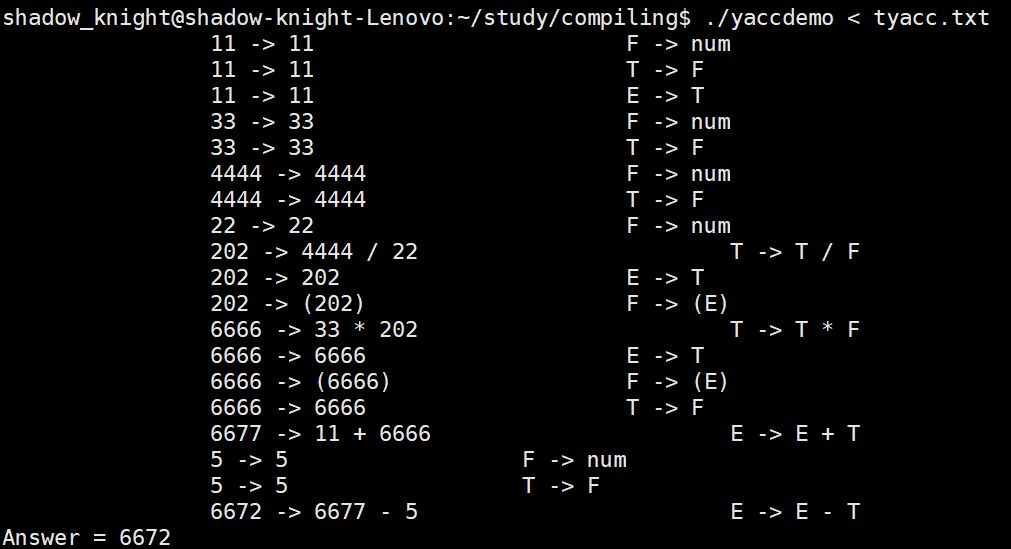 shadow_knight@shadow-knight-Lenovo:~/study/compiling$ ./yaccdemo < tyacc.txt
11 -> 11 F -> num
11 -> 11 T -> F
11 -> 11 E -> T
33 -> 33 F -> num
33 -> 33 T -> F
4444 -> 4444 F -> num
4444 -> 4444 T -> F
22 -> 22 F -> num
202 -> 4444 / 22 T -> T / F
202 -> 202 E -> T
202 -> (202) F -> (E)
6666 -> 33 * 202 T -> T * F
6666 -> 6666 E -> T
6666 -> (6666) F -> (E)
6666 -> 6666 T -> F
6677 -> 11 + 6666 E -> E + T
5 -> 5 F -> num
5 -> 5 T -> F
6672 -> 6677 - 5 E -> E - T
Answer = 6672